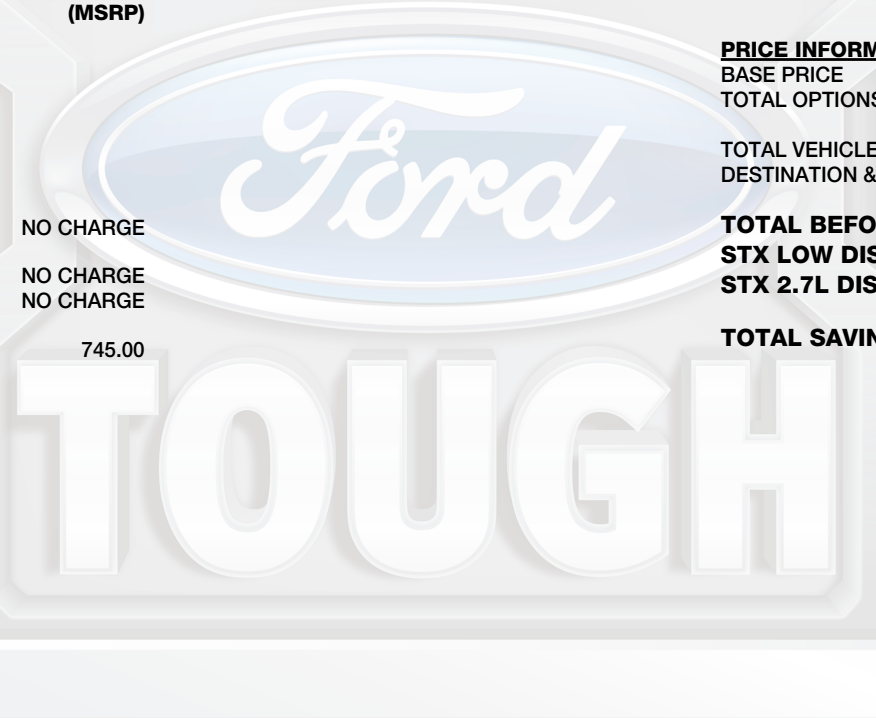 (MSRP)
NO CHARGE
NO CHARGE
NO CHARGE
745.00
PRICE INFORM
BASE PRICE
TOTAL OPTIONS
TOTAL VEHICLE
DESTINATION &
TOTAL BEFO
STX LOW DIS
STX 2.7L DIS
TOTAL SAVIN
Ford
TOUGH